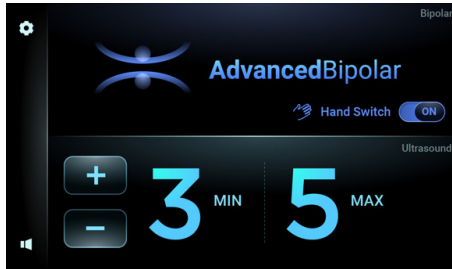 Bipolar
AdvancedBipolar
Hand Switch ON
Ultrasound
+ 3 MIN 5 MAX
−